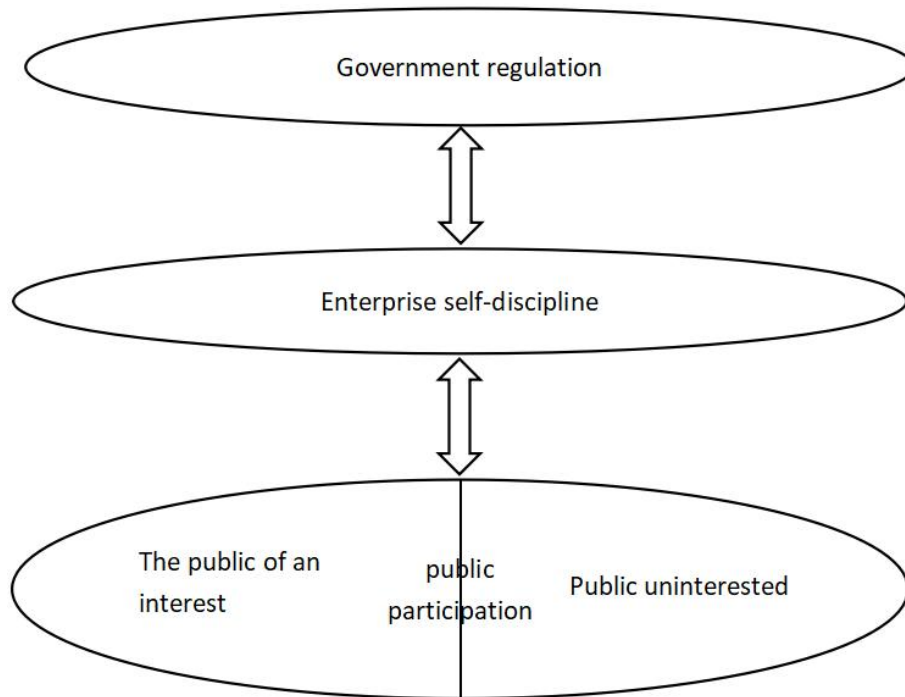 Government regulation
Enterprise self-discipline
The public of an
interest
public
participation
Public uninterested